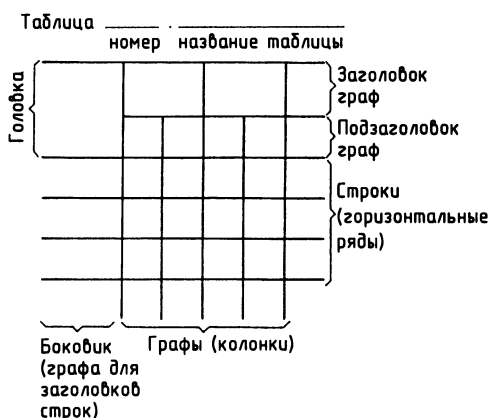 Таблица
номер название таблицы
Головка
Заголовок
граф
Подзаголовок
граф
Строки
(горизонтальные
ряды)
Боковик
(графа для
заголовков
строк)
Графы (колонки)